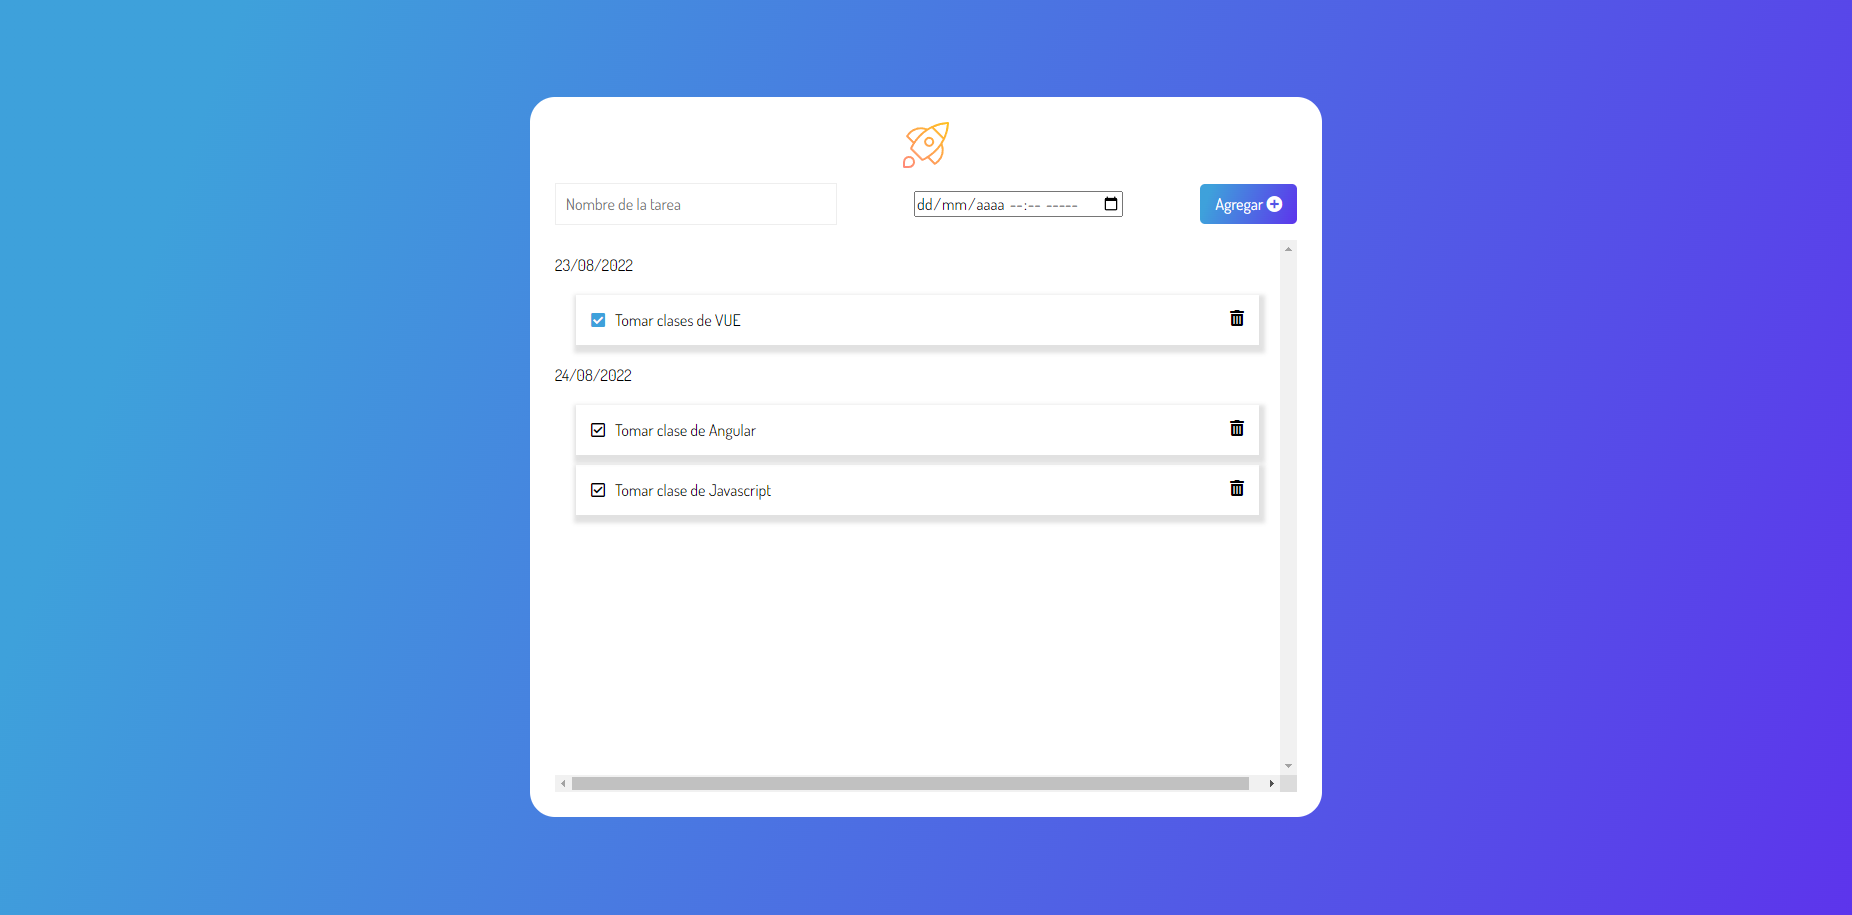 Nombre de la tarea
dd/mm/aaaa --:-- -----
Agregar
23/08/2022
Tomar clases de VUE
24/08/2022
Tomar clase de Angular
Tomar clase de Javascript